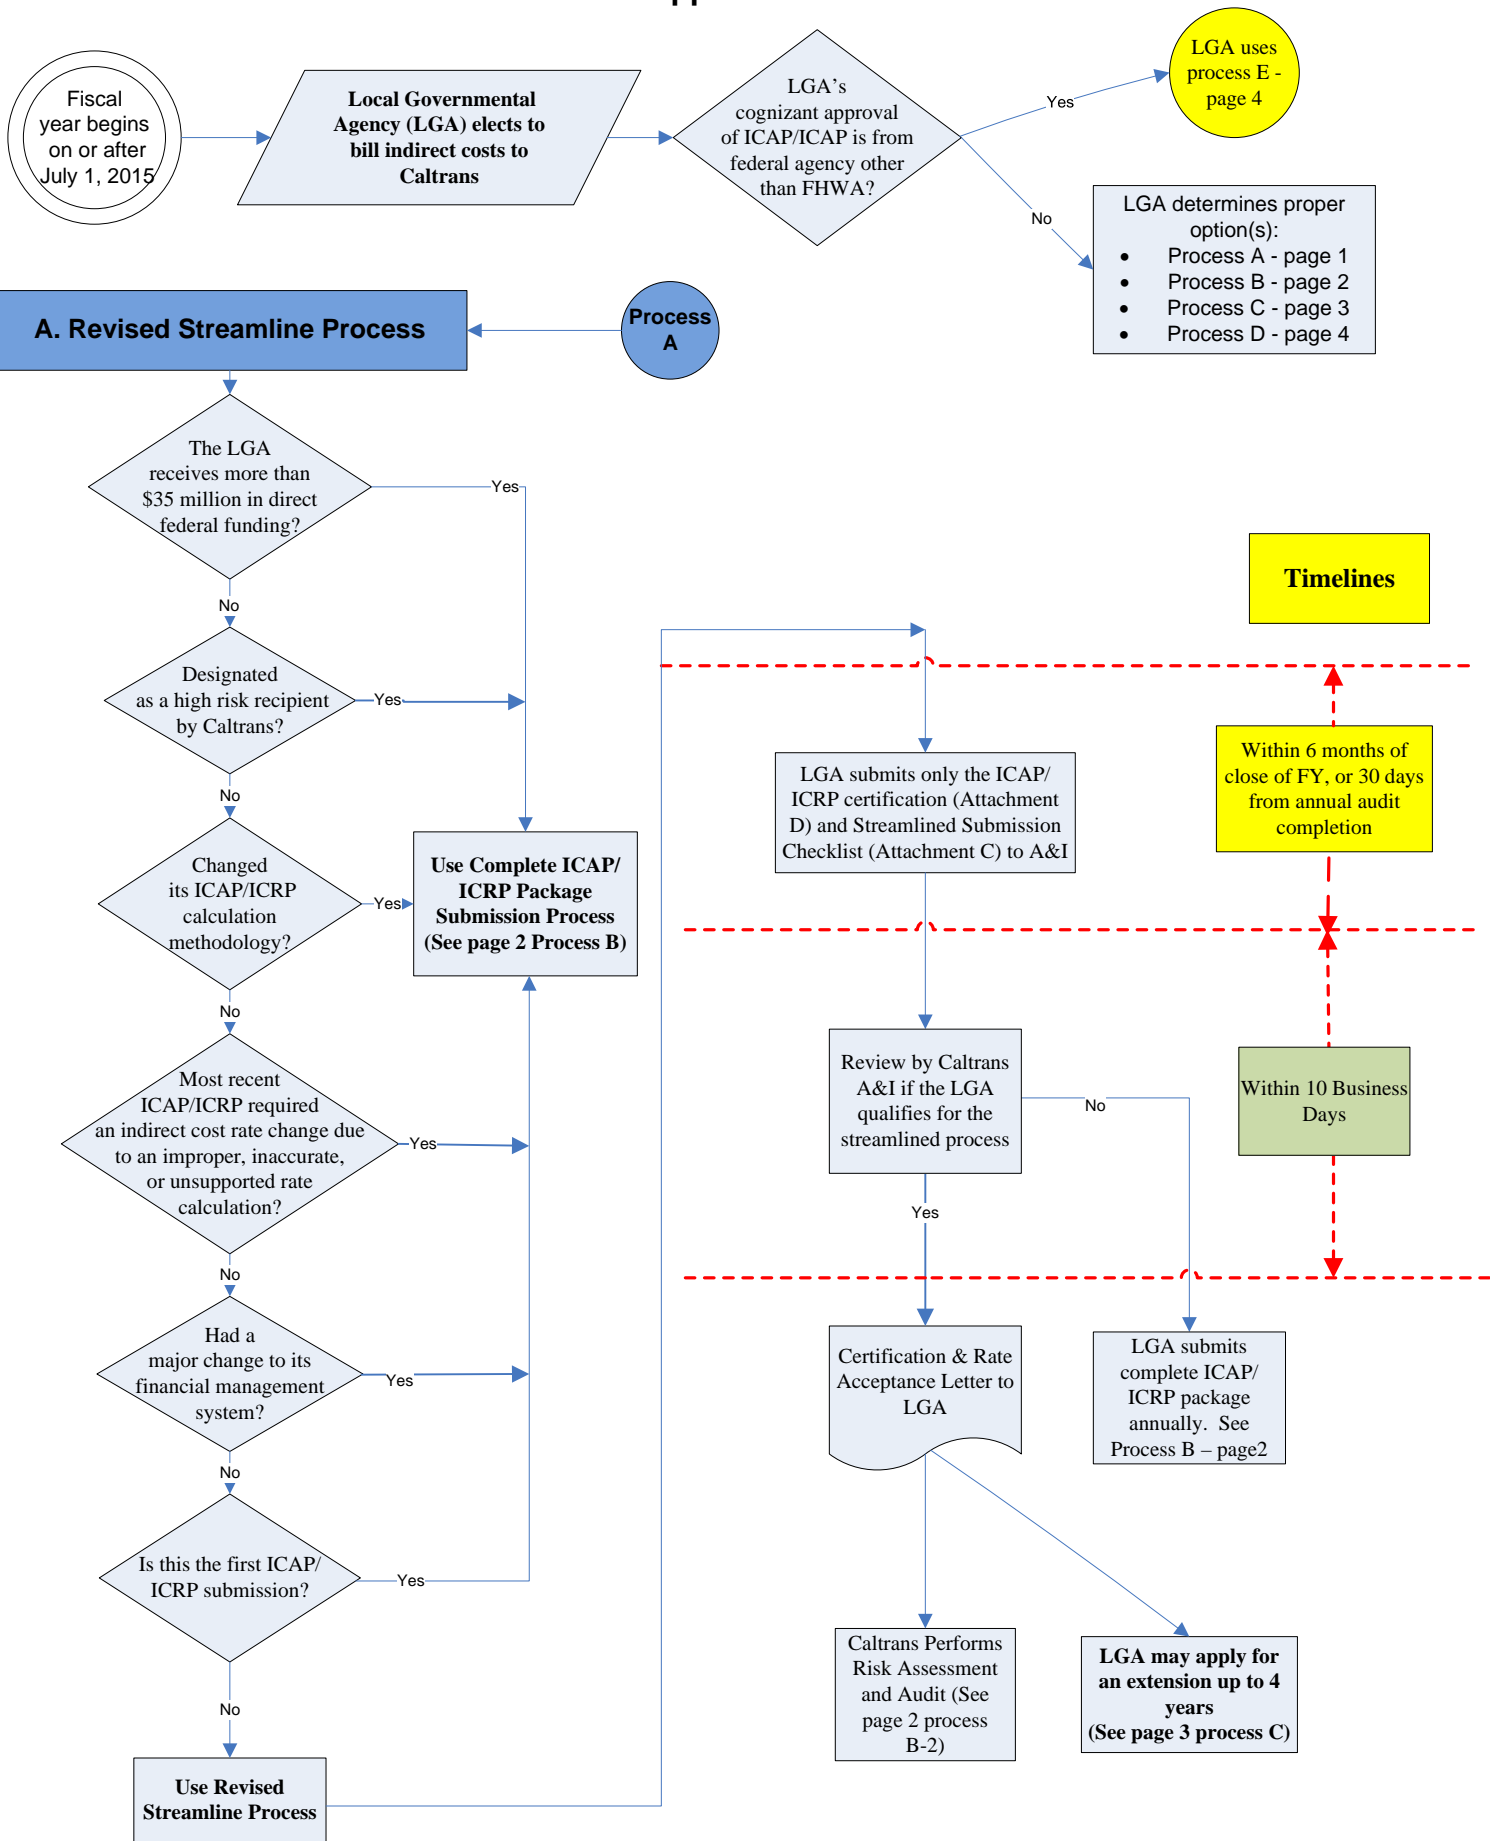 Fiscal
year begins
on or after
July 1, 2015
Local Governmental
Agency (LGA) elects to
bill indirect costs to
Caltrans
LGA's
cognizant approval
of ICAP/ICAP is from
federal agency other
than FHWA?
Yes
LGA uses
process E -
page 4
No
LGA determines proper
option(s):
• Process A - page 1
• Process B - page 2
• Process C - page 3
• Process D - page 4
A. Revised Streamline Process
Process
A
The LGA
receives more than
$35 million in direct
federal funding?
Yes
No
Designated
as a high risk recipient
by Caltrans?
Yes
No
Changed
its ICAP/ICRP
calculation
methodology?
Yes
Use Complete ICAP/
ICRP Package
Submission Process
(See page 2 Process B)
No
Most recent
ICAP/ICRP required
an indirect cost rate change due
to an improper, inaccurate,
or unsupported rate
calculation?
Yes
No
Had a
major change to its
financial management
system?
Yes
No
Is this the first ICAP/
ICRP submission?
Yes
No
Use Revised
Streamline Process
Timelines
LGA submits only the ICAP/
ICRP certification (Attachment
D) and Streamlined Submission
Checklist (Attachment C) to A&I
Within 6 months of
close of FY, or 30 days
from annual audit
completion
Review by Caltrans
A&I if the LGA
qualifies for the
streamlined process
No
Within 10 Business
Days
Yes
Certification & Rate
Acceptance Letter to
LGA
LGA submits
complete ICAP/
ICRP package
annually. See
Process B – page2
Caltrans Performs
Risk Assessment
and Audit (See
page 2 process
B-2)
LGA may apply for
an extension up to 4
years
(See page 3 process C)